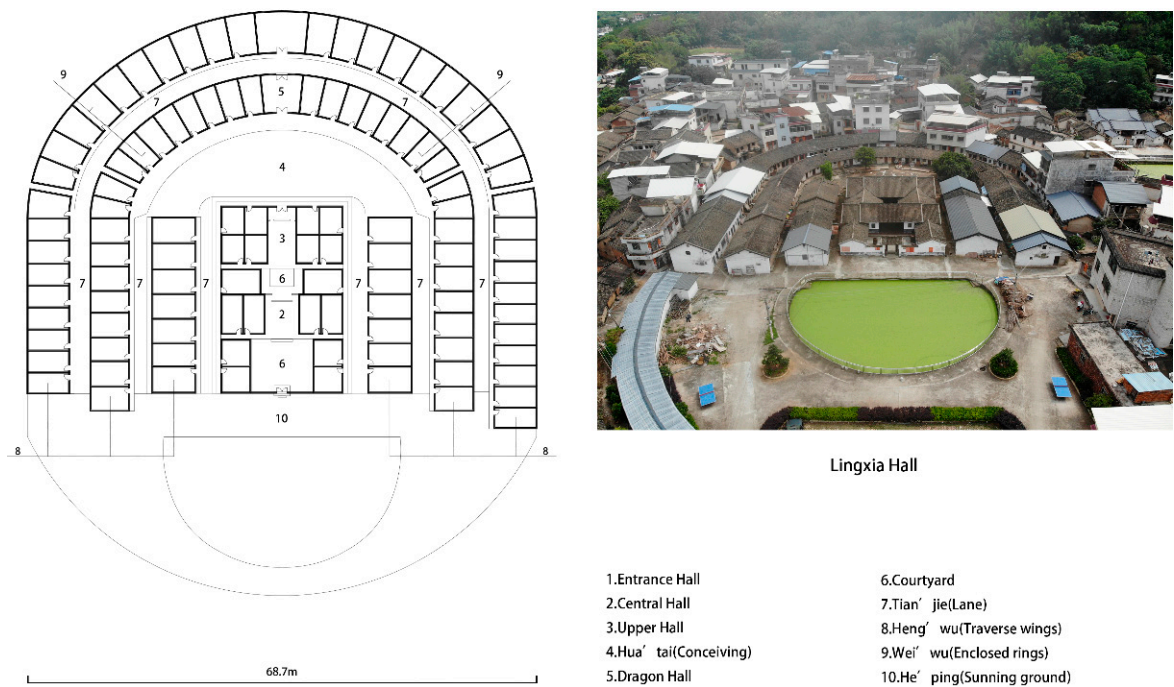 9 9
5
7 7
4
3
6
7 7 7 7 7 7
2
6
10
8 8
68.7m
Lingxia Hall
1.Entrance Hall
2.Central Hall
3.Upper Hall
4.Hua′ tai(Conceiving)
5.Dragon Hall
6.Courtyard
7.Tian′ jie(Lane)
8.Heng′ wu(Traverse wings)
9.Wei′ wu(Enclosed rings)
10.He′ ping(Sunning ground)